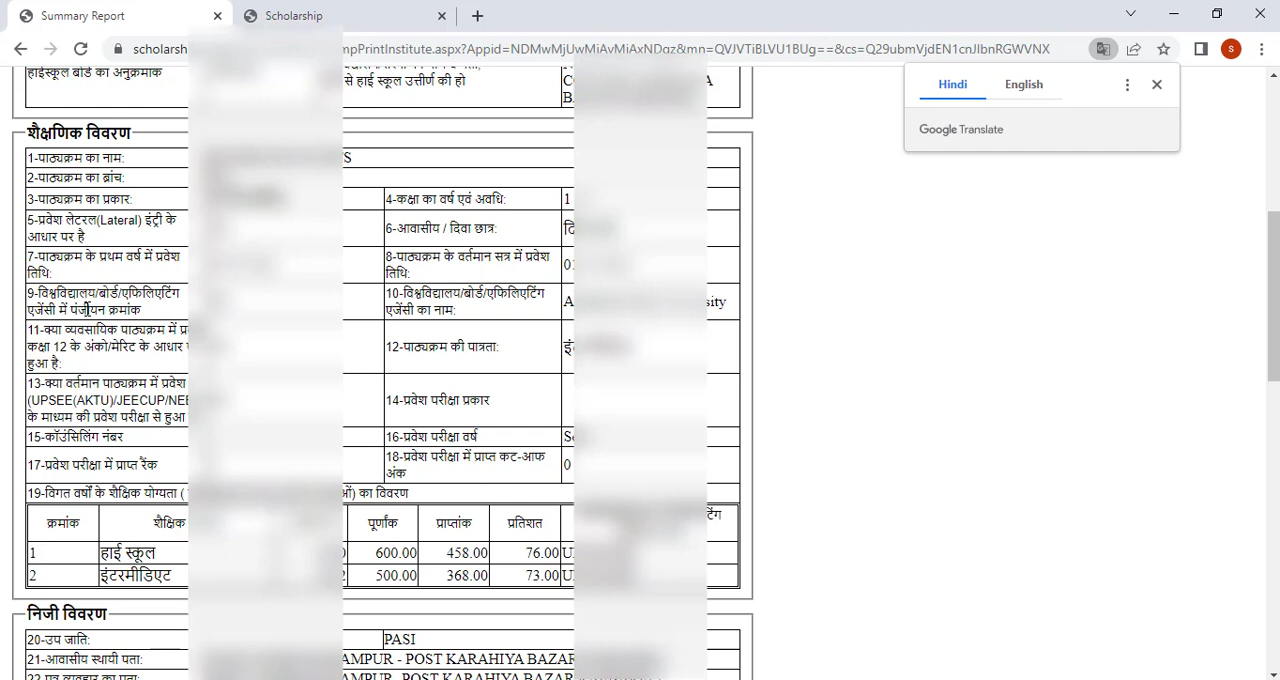 Summary Report
Scholarship
scholarsh
mpPrintInstitute.aspx?Appid=NDMwMjUwMjAvMjAxNDgz&mn=QVJVTiBLVU1BUg==&cs=Q29ubmVjdEN1cnJlbnRGWVNX
Hindi English
Google Translate
हाईस्कूल बोर्ड का अनुक्रमांक
से हाई स्कूल उत्तीर्ण की हो
शैक्षणिक विवरण
1-पाठ्यक्रम का नाम: S
2-पाठ्यक्रम का ब्रांच:
3-पाठ्यक्रम का प्रकार: 4-कक्षा का वर्ष एवं अवधि: 1
5-प्रवेश लेटरल(Lateral) इंट्री के
आधार पर है
6-आवासीय / दिवा छात्र:
7-पाठ्यक्रम के प्रथम वर्ष में प्रवेश
तिथि:
8-पाठ्यक्रम के वर्तमान सत्र में प्रवेश
तिथि:
9-विश्वविद्यालय/बोर्ड/एफिलिएटिंग
एजेंसी में पंजीयन क्रमांक
10-विश्वविद्यालय/बोर्ड/एफिलिएटिंग
एजेंसी का नाम:
sity
11-क्या व्यवसायिक पाठ्यक्रम में
कक्षा 12 के अंको/मेरिट के आधार
हुआ है:
12-पाठ्यक्रम की पात्रता:
13-क्या वर्तमान पाठ्यक्रम में प्रवेश
(UPSEE(AKTU)/JEECUP/NEE
के माध्यम की प्रवेश परीक्षा से हुआ
14-प्रवेश परीक्षा प्रकार
15-कॉउंसिलिंग नंबर 16-प्रवेश परीक्षा वर्ष
17-प्रवेश परीक्षा में प्राप्त रैंक
18-प्रवेश परीक्षा में प्राप्त कट-आफ
अंक
0
19-विगत वर्षों के शैक्षिक योग्यता ( ओं) का विवरण
क्रमांक शैक्षिक पूर्णांक प्राप्तांक प्रतिशत
1 हाई स्कूल 600.00 458.00 76.00
2 इंटरमीडिएट 500.00 368.00 73.00
निजी विवरण
20-उप जाति: PASI
21-आवासीय स्थायी पता: AMPUR - POST KARAHIYA BAZAR
22-पत्र व्यवहार का पता: AMPUR- POST KARAHIYA BAZAR